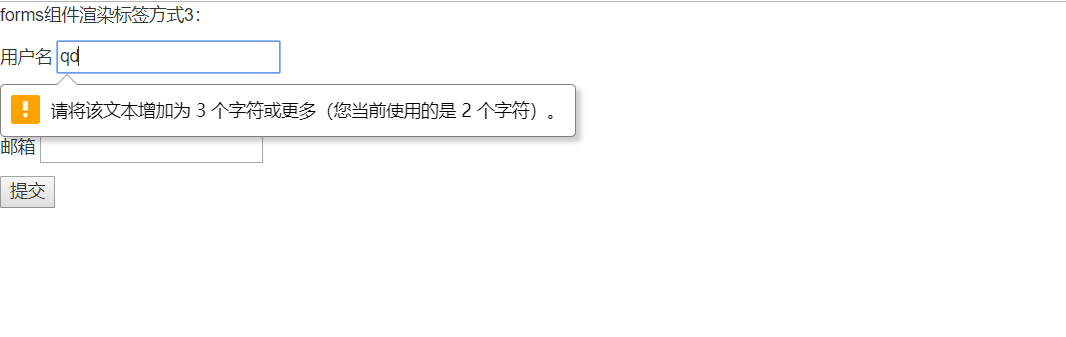 forms组件渲染标签方式3：
用户名 qd
请将该文本增加为 3 个字符或更多（您当前使用的是 2 个字符）。
邮箱
提交